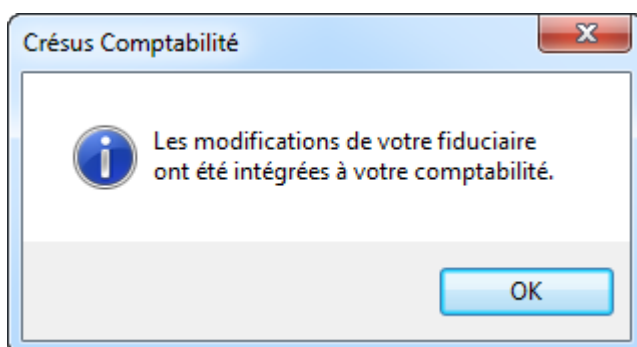 Crésus Comptabilité
Les modifications de votre fiduciaire
ont été intégrées à votre comptabilité.
OK